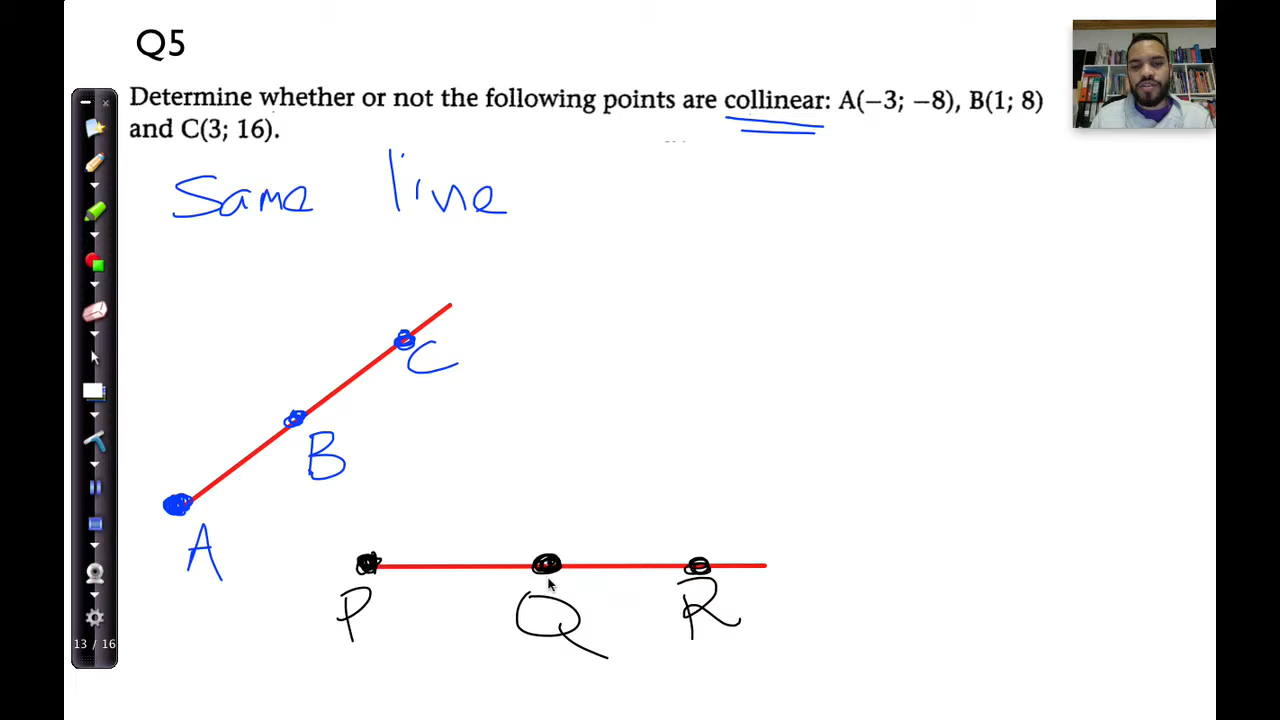 Q5
Determine whether or not the following points are collinear: A(−3; −8), B(1; 8)
and C(3; 16).
Same line
C
B
A
P Q R
13 / 16